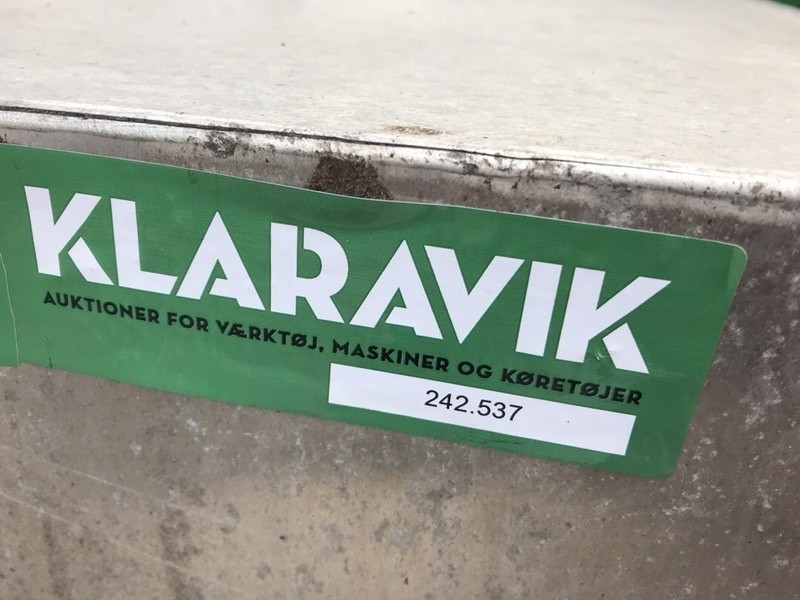 KLARAVIK
AUKTIONER FOR VÆRKTØJ, MASKINER OG KØRETØJER
242.537